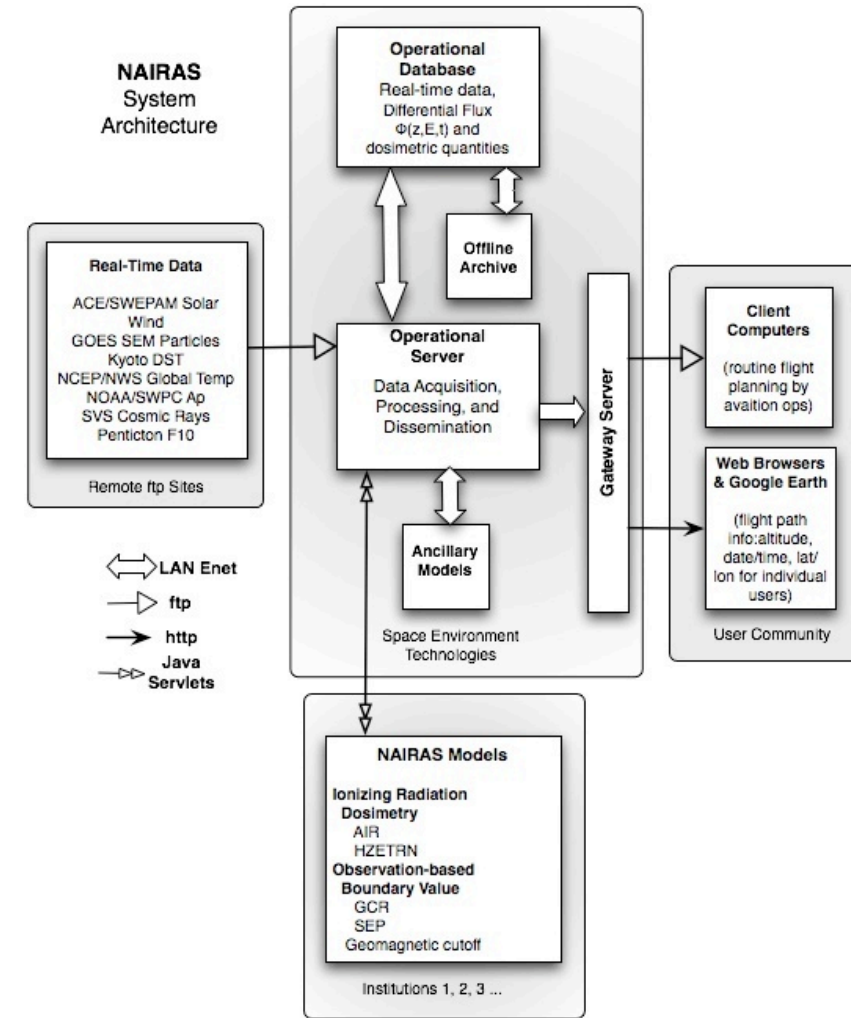 NAIRAS
System
Architecture
Operational
Database
Real-time data,
Differential Flux
Φ(z,E,t) and
dosimetric quantities
Offline
Archive
Real-Time Data
ACE/SWEPAM Solar
Wind
GOES SEM Particles
Kyoto DST
NCEP/NWS Global Temp
NOAA/SWPC Ap
SVS Cosmic Rays
Penticton F10
Remote ftp Sites
Operational
Server
Data Acquisition,
Processing, and
Dissemination
Ancillary
Models
Space Environment
Technologies
Gateway Server
Client
Computers
(routine flight
planning by
avaition ops)
Web Browsers
& Google Earth
(flight path
info:altitude,
date/time, lat/
lon for individual
users)
User Community
LAN Enet
ftp
http
Java
Servlets
NAIRAS Models
Ionizing Radiation
Dosimetry
AIR
HZETRN
Observation-based
Boundary Value
GCR
SEP
Geomagnetic cutoff
Institutions 1, 2, 3 ...